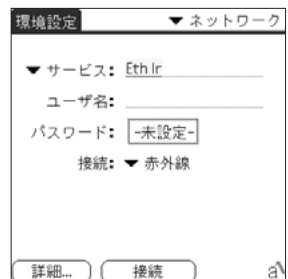 環境設定 ▼ ネットワーク
▼ サービス: Eth Ir
ユーザ名:
パスワード: -未設定-
接続: ▼ 赤外線
詳細... 接続 a